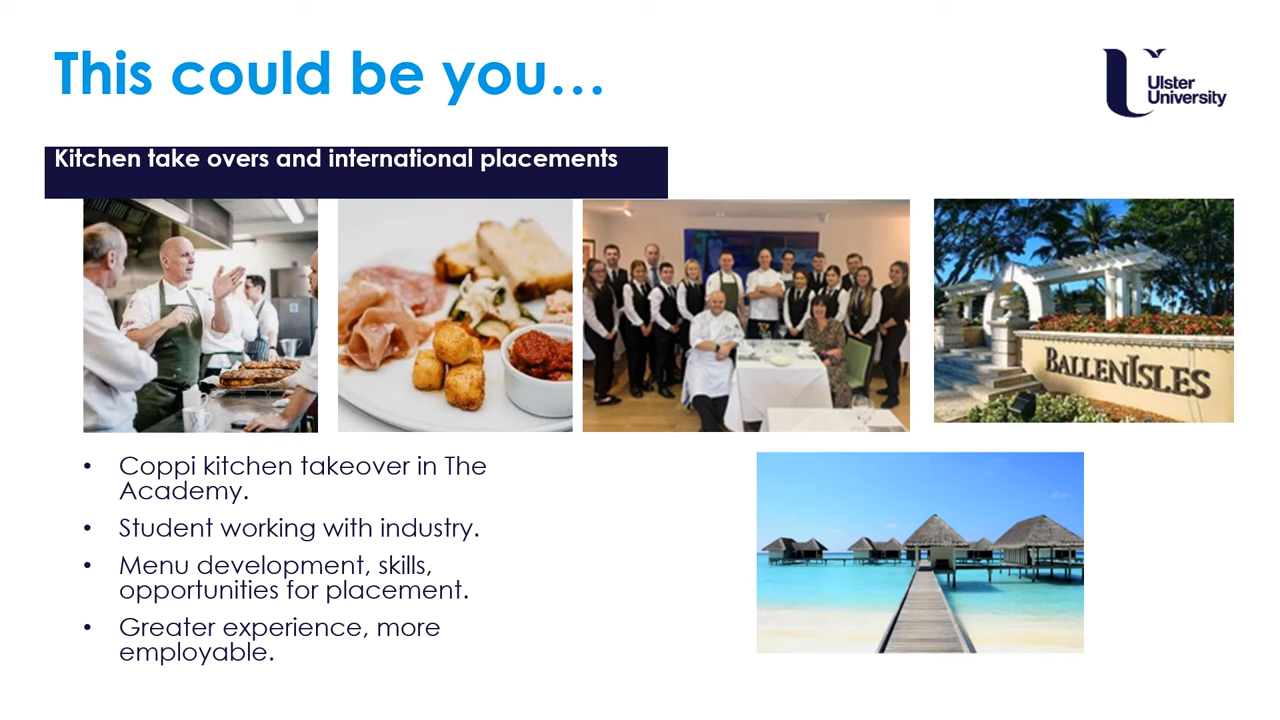 This could be you…
Ulster
University
Kitchen take overs and international placements
BALLENISLES
• Coppi kitchen takeover in The
Academy.
• Student working with industry.
• Menu development, skills,
opportunities for placement.
• Greater experience, more
employable.